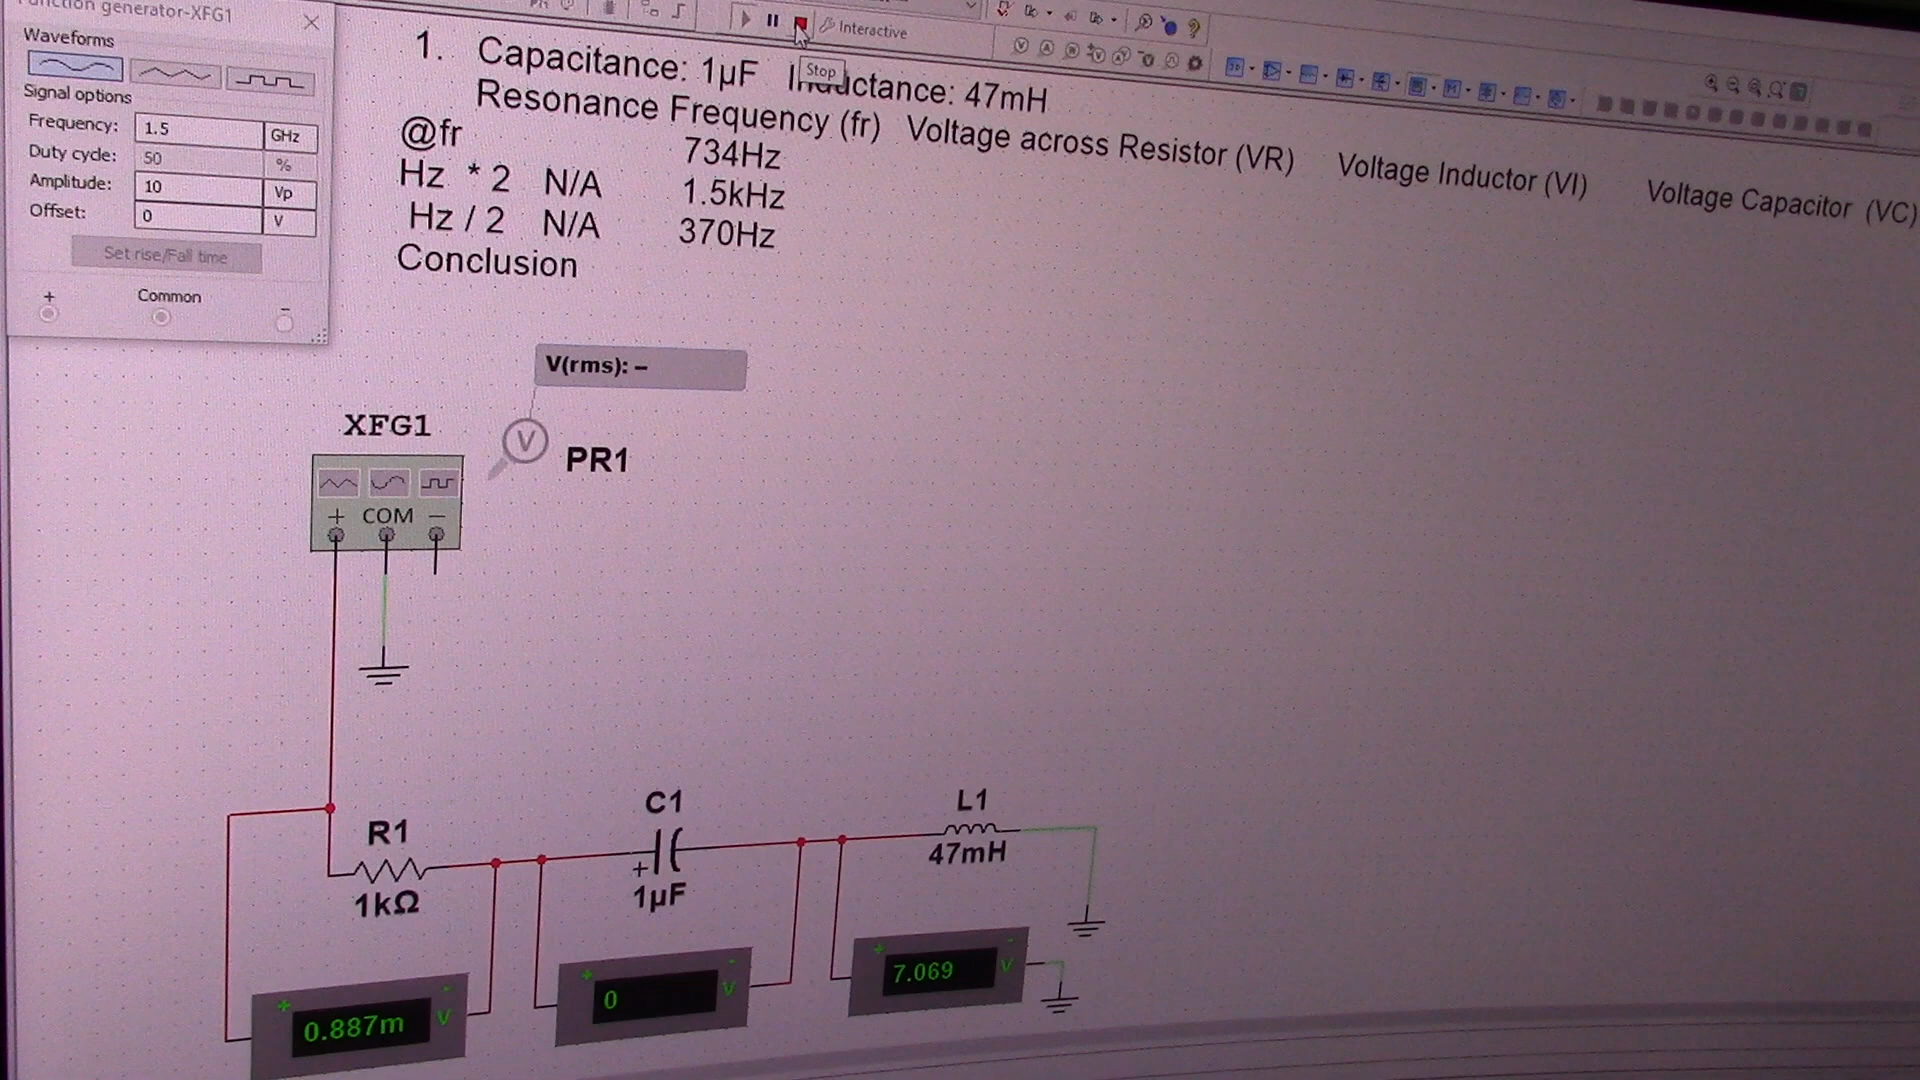 Function generator-XFG1
Waveforms
Signal options
Frequency: 1.5 GHz
Duty cycle: 50 %
Amplitude: 10 Vp
Offset: 0 V
Set rise/Fall time
+ Common -
Interactive
Stop
1. Capacitance: 1µF Inductance: 47mH
Resonance Frequency (fr) Voltage across Resistor (VR) Voltage Inductor (VI) Voltage Capacitor (VC)
@fr 734Hz
Hz * 2 N/A 1.5kHz
Hz / 2 N/A 370Hz
Conclusion
V(rms): –
XFG1
V
PR1
+ COM –
C1
L1
R1
47mH
+
1kΩ
1µF
+ 7.069 - V
+ 0 - V
+ 0.887m - V